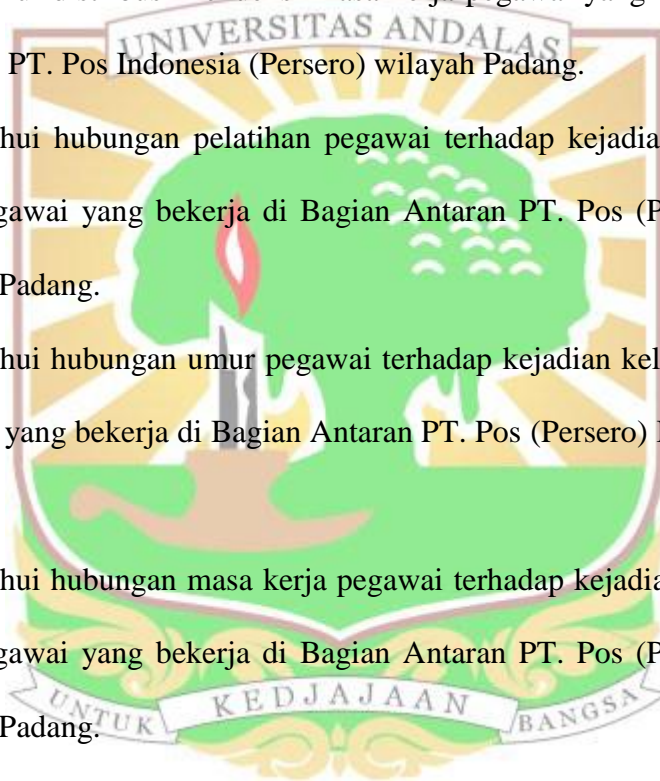 UNIVERSITAS ANDALAS
PT. Pos Indonesia (Persero) wilayah Padang.
hui hubungan pelatihan pegawai terhadap kejadia
gawai yang bekerja di Bagian Antaran PT. Pos (P
Padang.
hui hubungan umur pegawai terhadap kejadian kel
yang bekerja di Bagian Antaran PT. Pos (Persero)
hui hubungan masa kerja pegawai terhadap kejadia
gawai yang bekerja di Bagian Antaran PT. Pos (P
Padang.
UNTUK KEDJAJAAN BANGSA